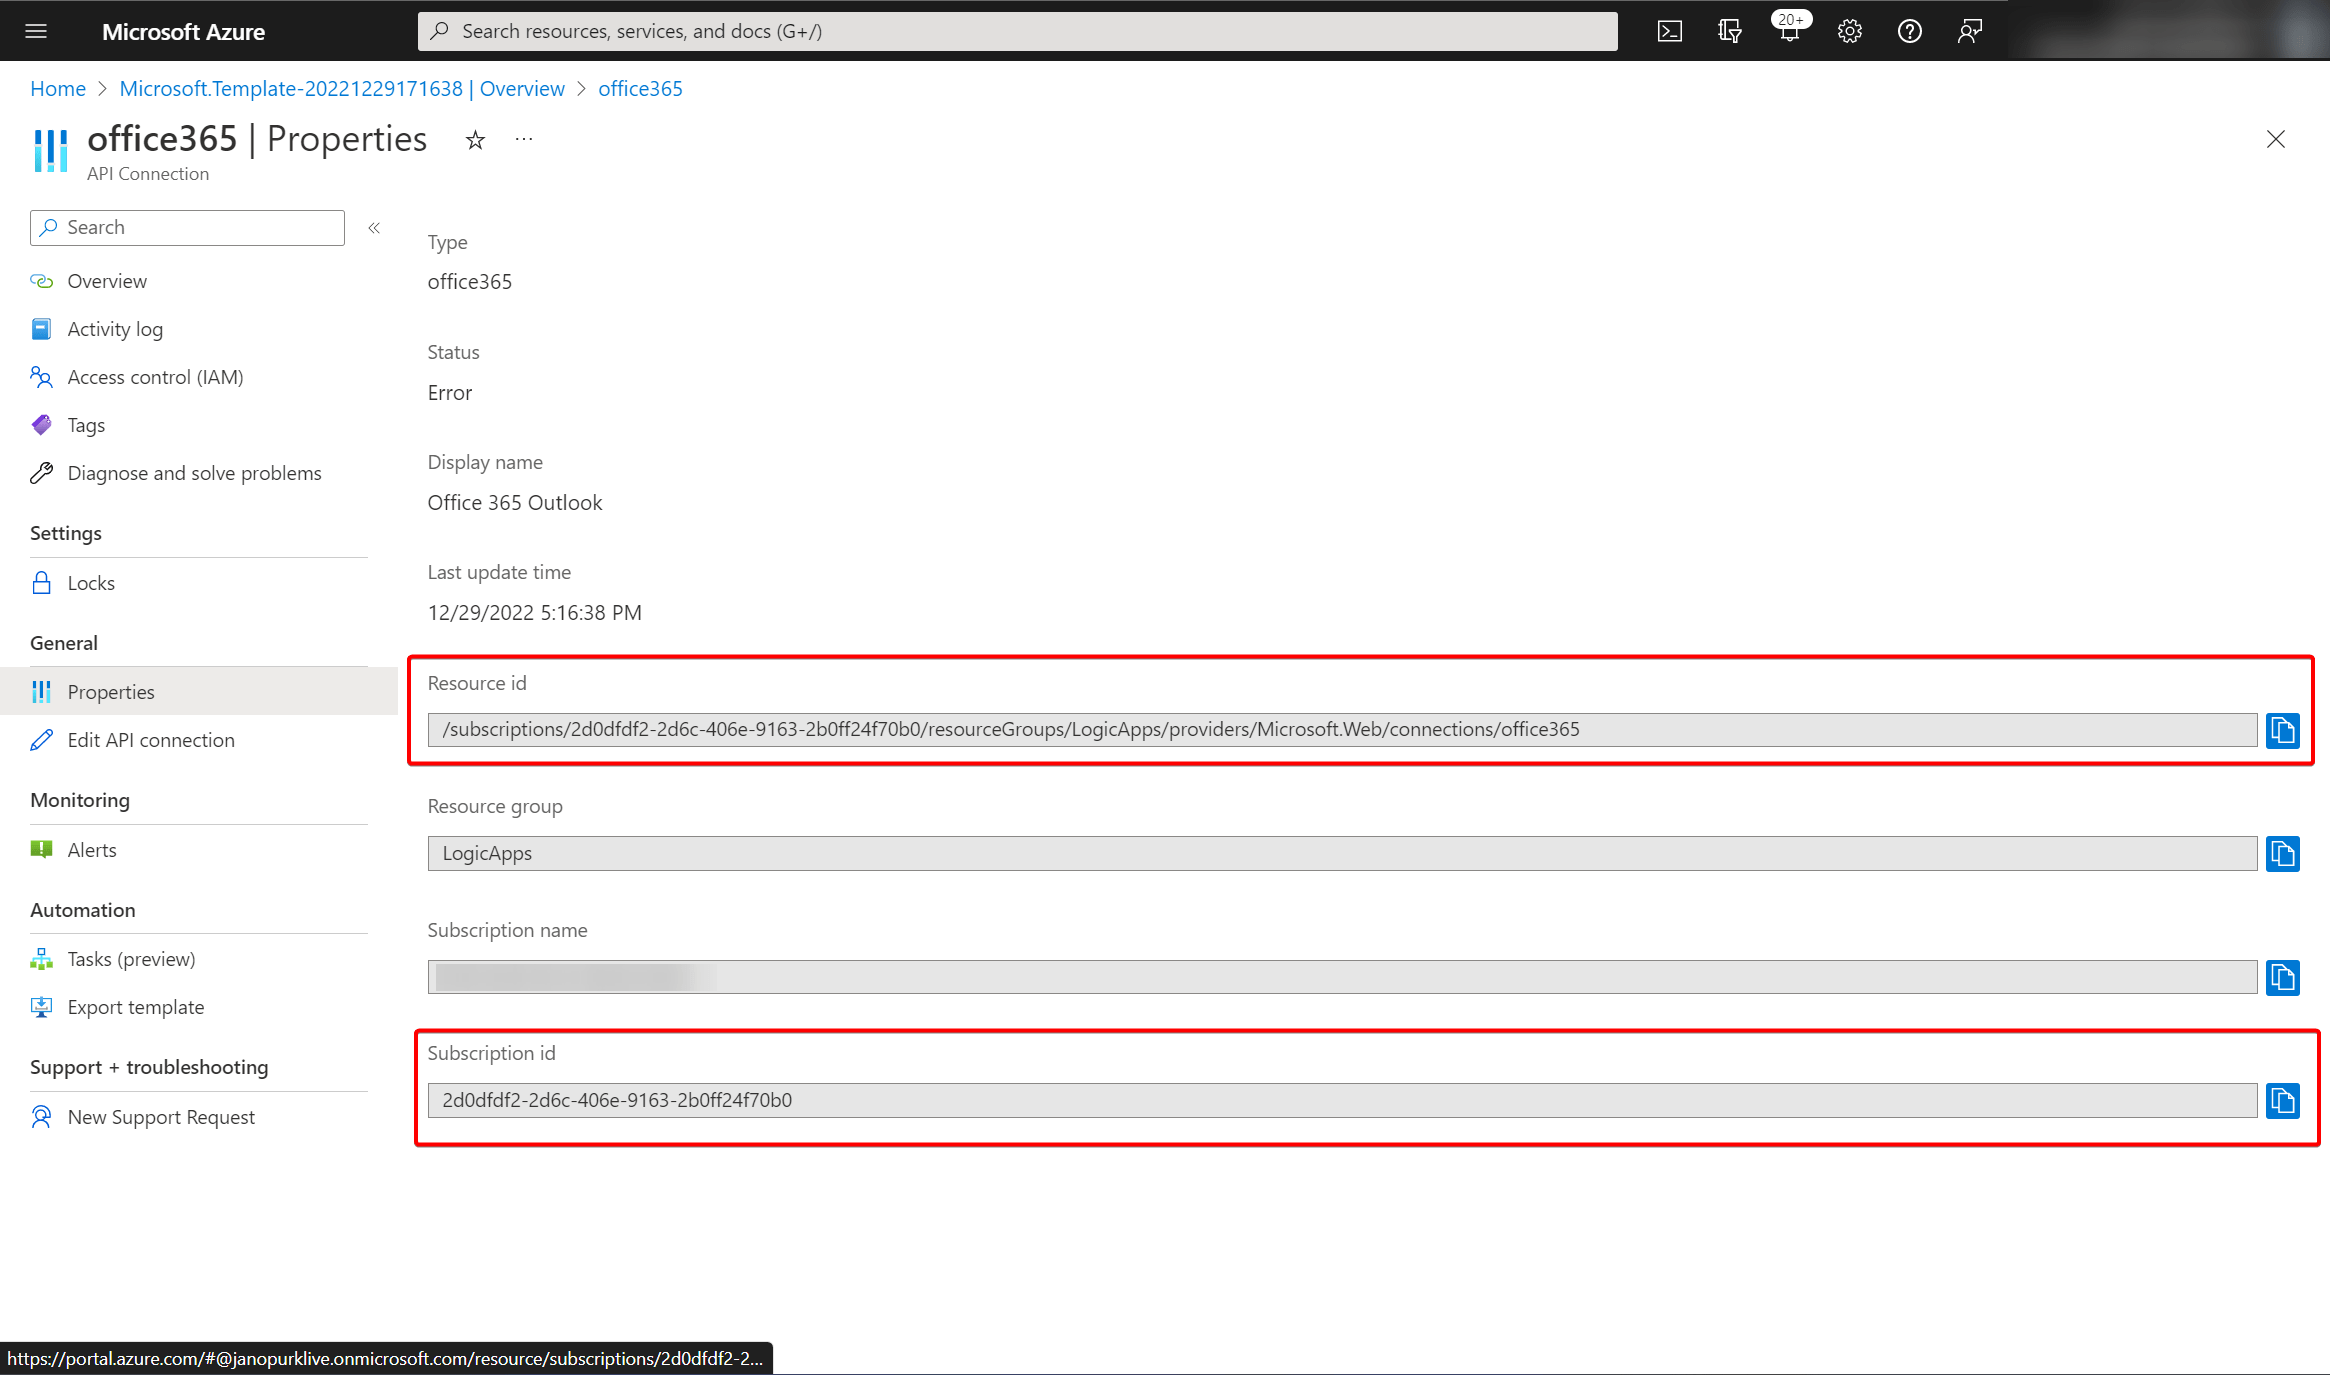 Microsoft Azure
Search resources, services, and docs (G+/)
20+
Home > Microsoft.Template-20221229171638 | Overview > office365
office365 | Properties
API Connection
Search
Overview
Activity log
Access control (IAM)
Tags
Diagnose and solve problems
Settings
Locks
General
Properties
Edit API connection
Monitoring
Alerts
Automation
Tasks (preview)
Export template
Support + troubleshooting
New Support Request
Type
office365
Status
Error
Display name
Office 365 Outlook
Last update time
12/29/2022 5:16:38 PM
Resource id
/subscriptions/2d0dfdf2-2d6c-406e-9163-2b0ff24f70b0/resourceGroups/LogicApps/providers/Microsoft.Web/connections/office365
Resource group
LogicApps
Subscription name
Subscription id
2d0dfdf2-2d6c-406e-9163-2b0ff24f70b0
https://portal.azure.com/#@janopurklive.onmicrosoft.com/resource/subscriptions/2d0dfdf2-2...